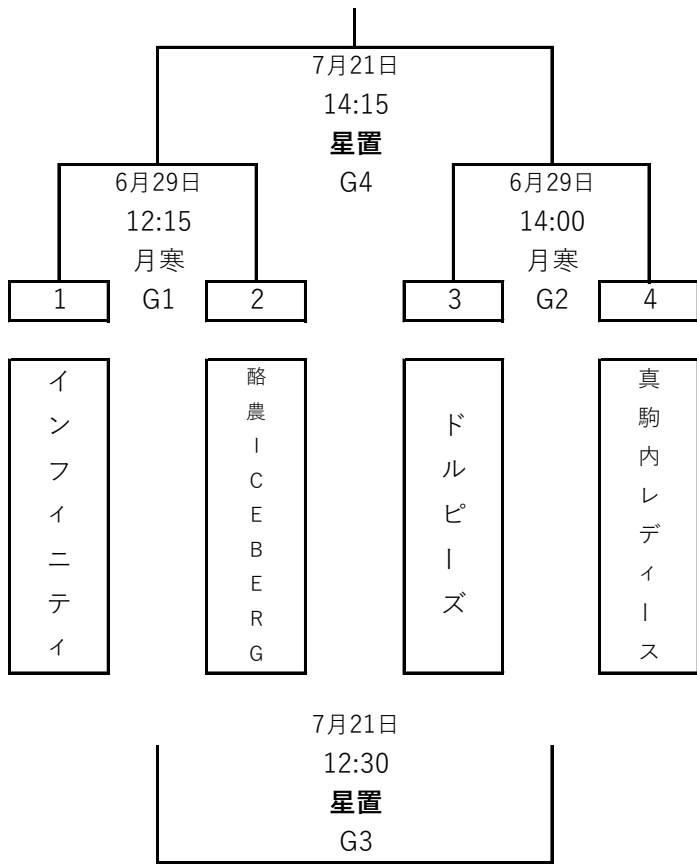 7月21日
14:15
星置
G4
6月29日
12:15
月寒
G1
6月29日
14:00
月寒
G2
1
2
3
4
インフィニティ
酪農ICEBERG
ドルピーズ
真駒内レディース
7月21日
12:30
星置
G3